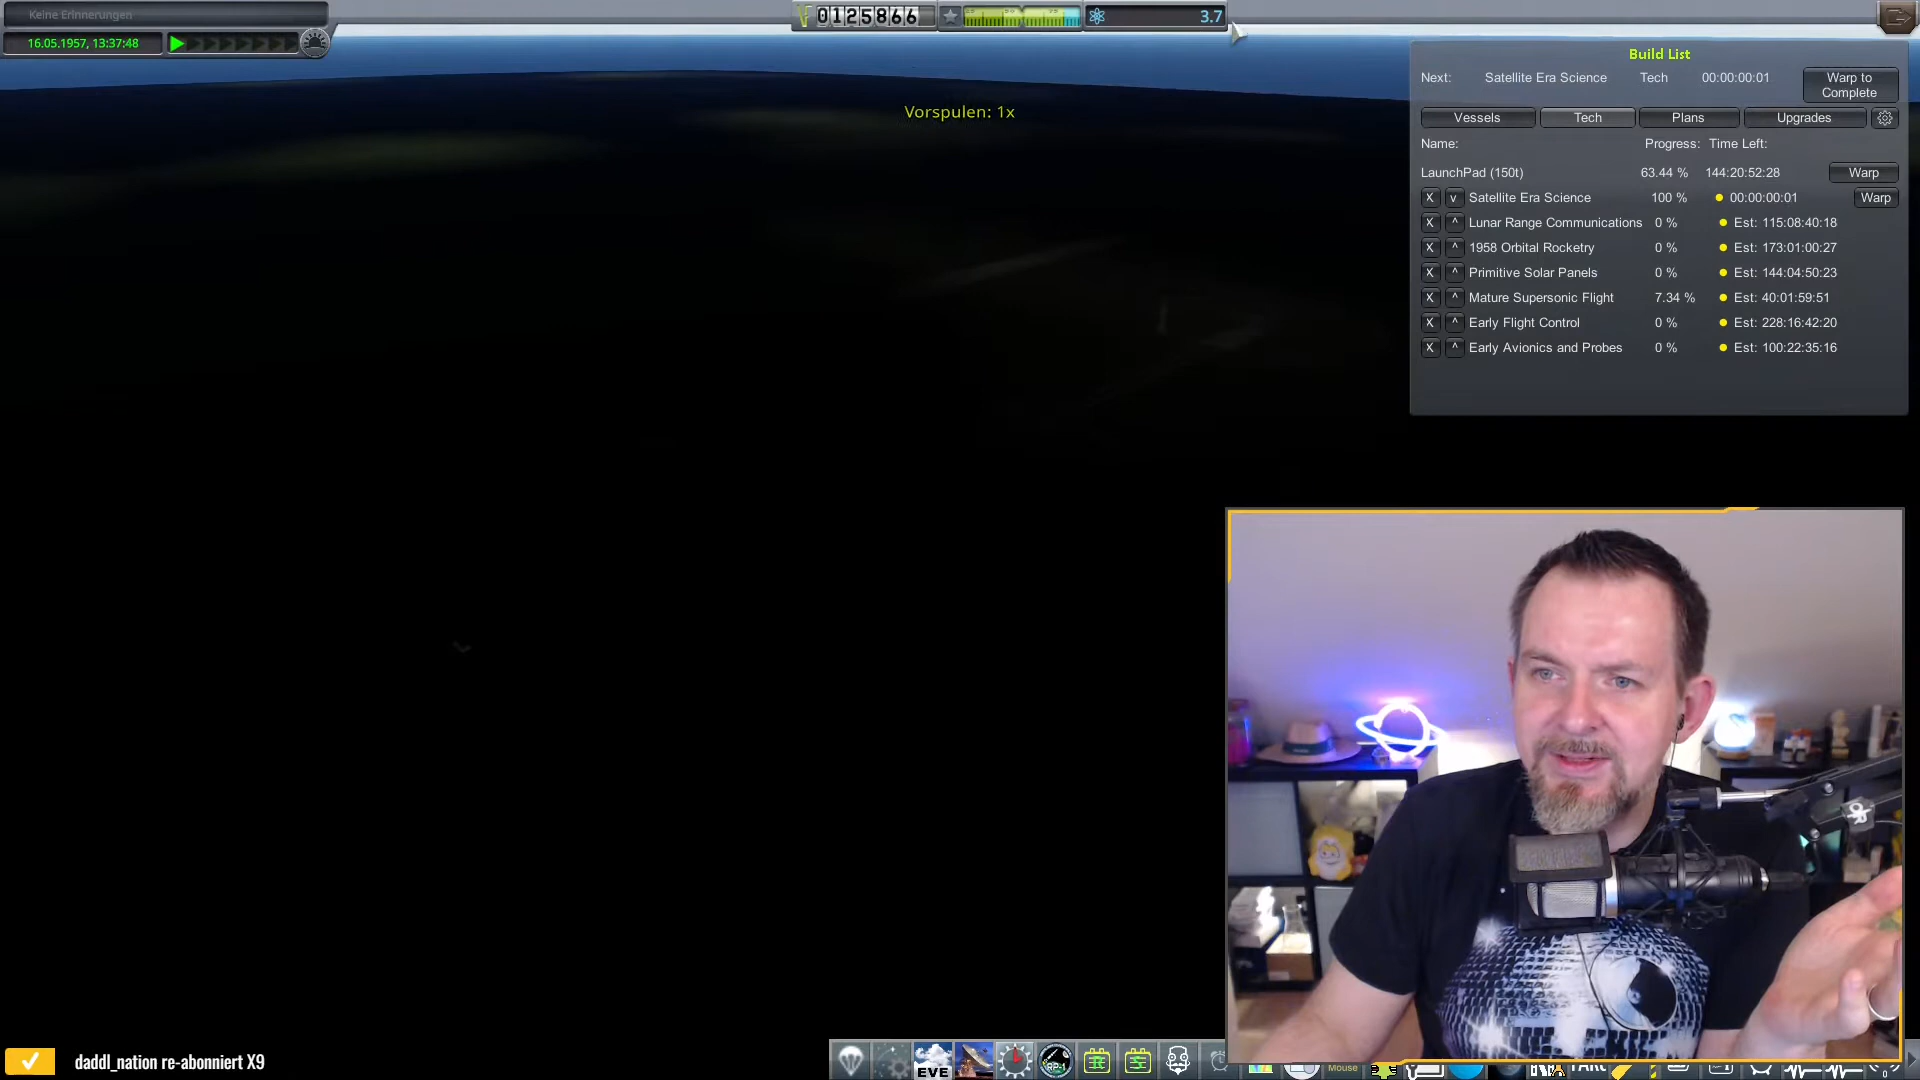 Keine Erinnerungen
0125866
3.7
16.05.1957, 13:37:48
Build List
Next: Satellite Era Science Tech 00:00:00:01 Warp to Complete
Vorspulen: 1x
Vessels Tech Plans Upgrades
Name: Progress: Time Left:
LaunchPad (150t) 63.44 % 144:20:52:28 Warp
X v Satellite Era Science 100 % 00:00:00:01 Warp
X ^ Lunar Range Communications 0 % Est: 115:08:40:18
X ^ 1958 Orbital Rocketry 0 % Est: 173:01:00:27
X ^ Primitive Solar Panels 0 % Est: 144:04:50:23
X ^ Mature Supersonic Flight 7.34 % Est: 40:01:59:51
X ^ Early Flight Control 0 % Est: 228:16:42:20
X ^ Early Avionics and Probes 0 % Est: 100:22:35:16
daddl_nation re-abonniert X9
EVE
RP-1
Mouse